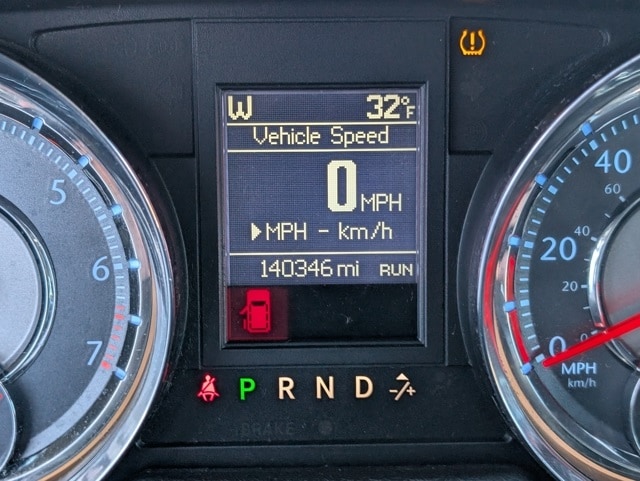 W 32°F
Vehicle Speed
0 MPH
▸MPH - km/h
140346 mi RUN
P R N D -/+
BRAKE
5
6
7
40
60
20
40
20
0
0
MPH
km/h